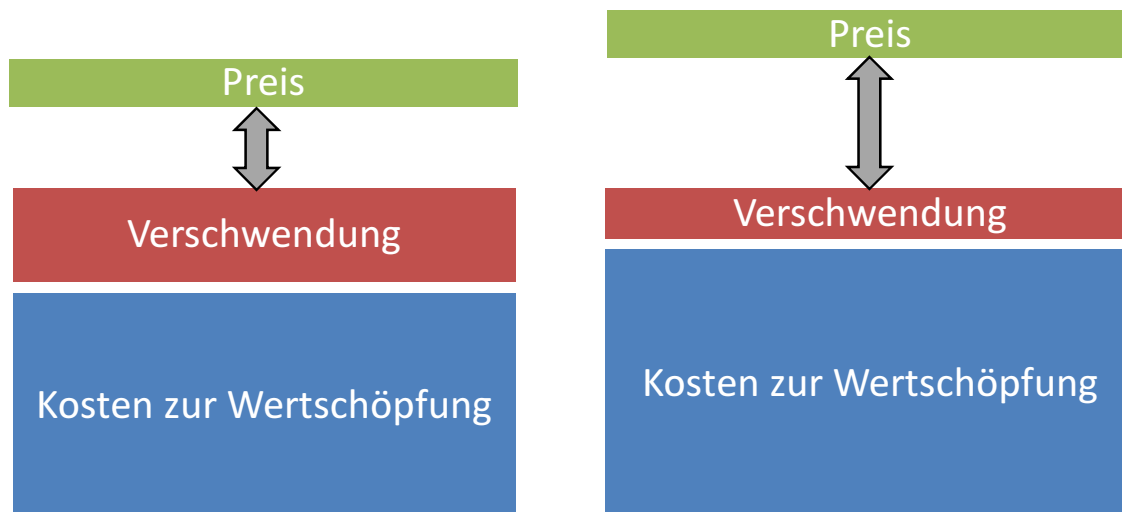 Preis
Verschwendung
Kosten zur Wertschöpfung
Preis
Verschwendung
Kosten zur Wertschöpfung